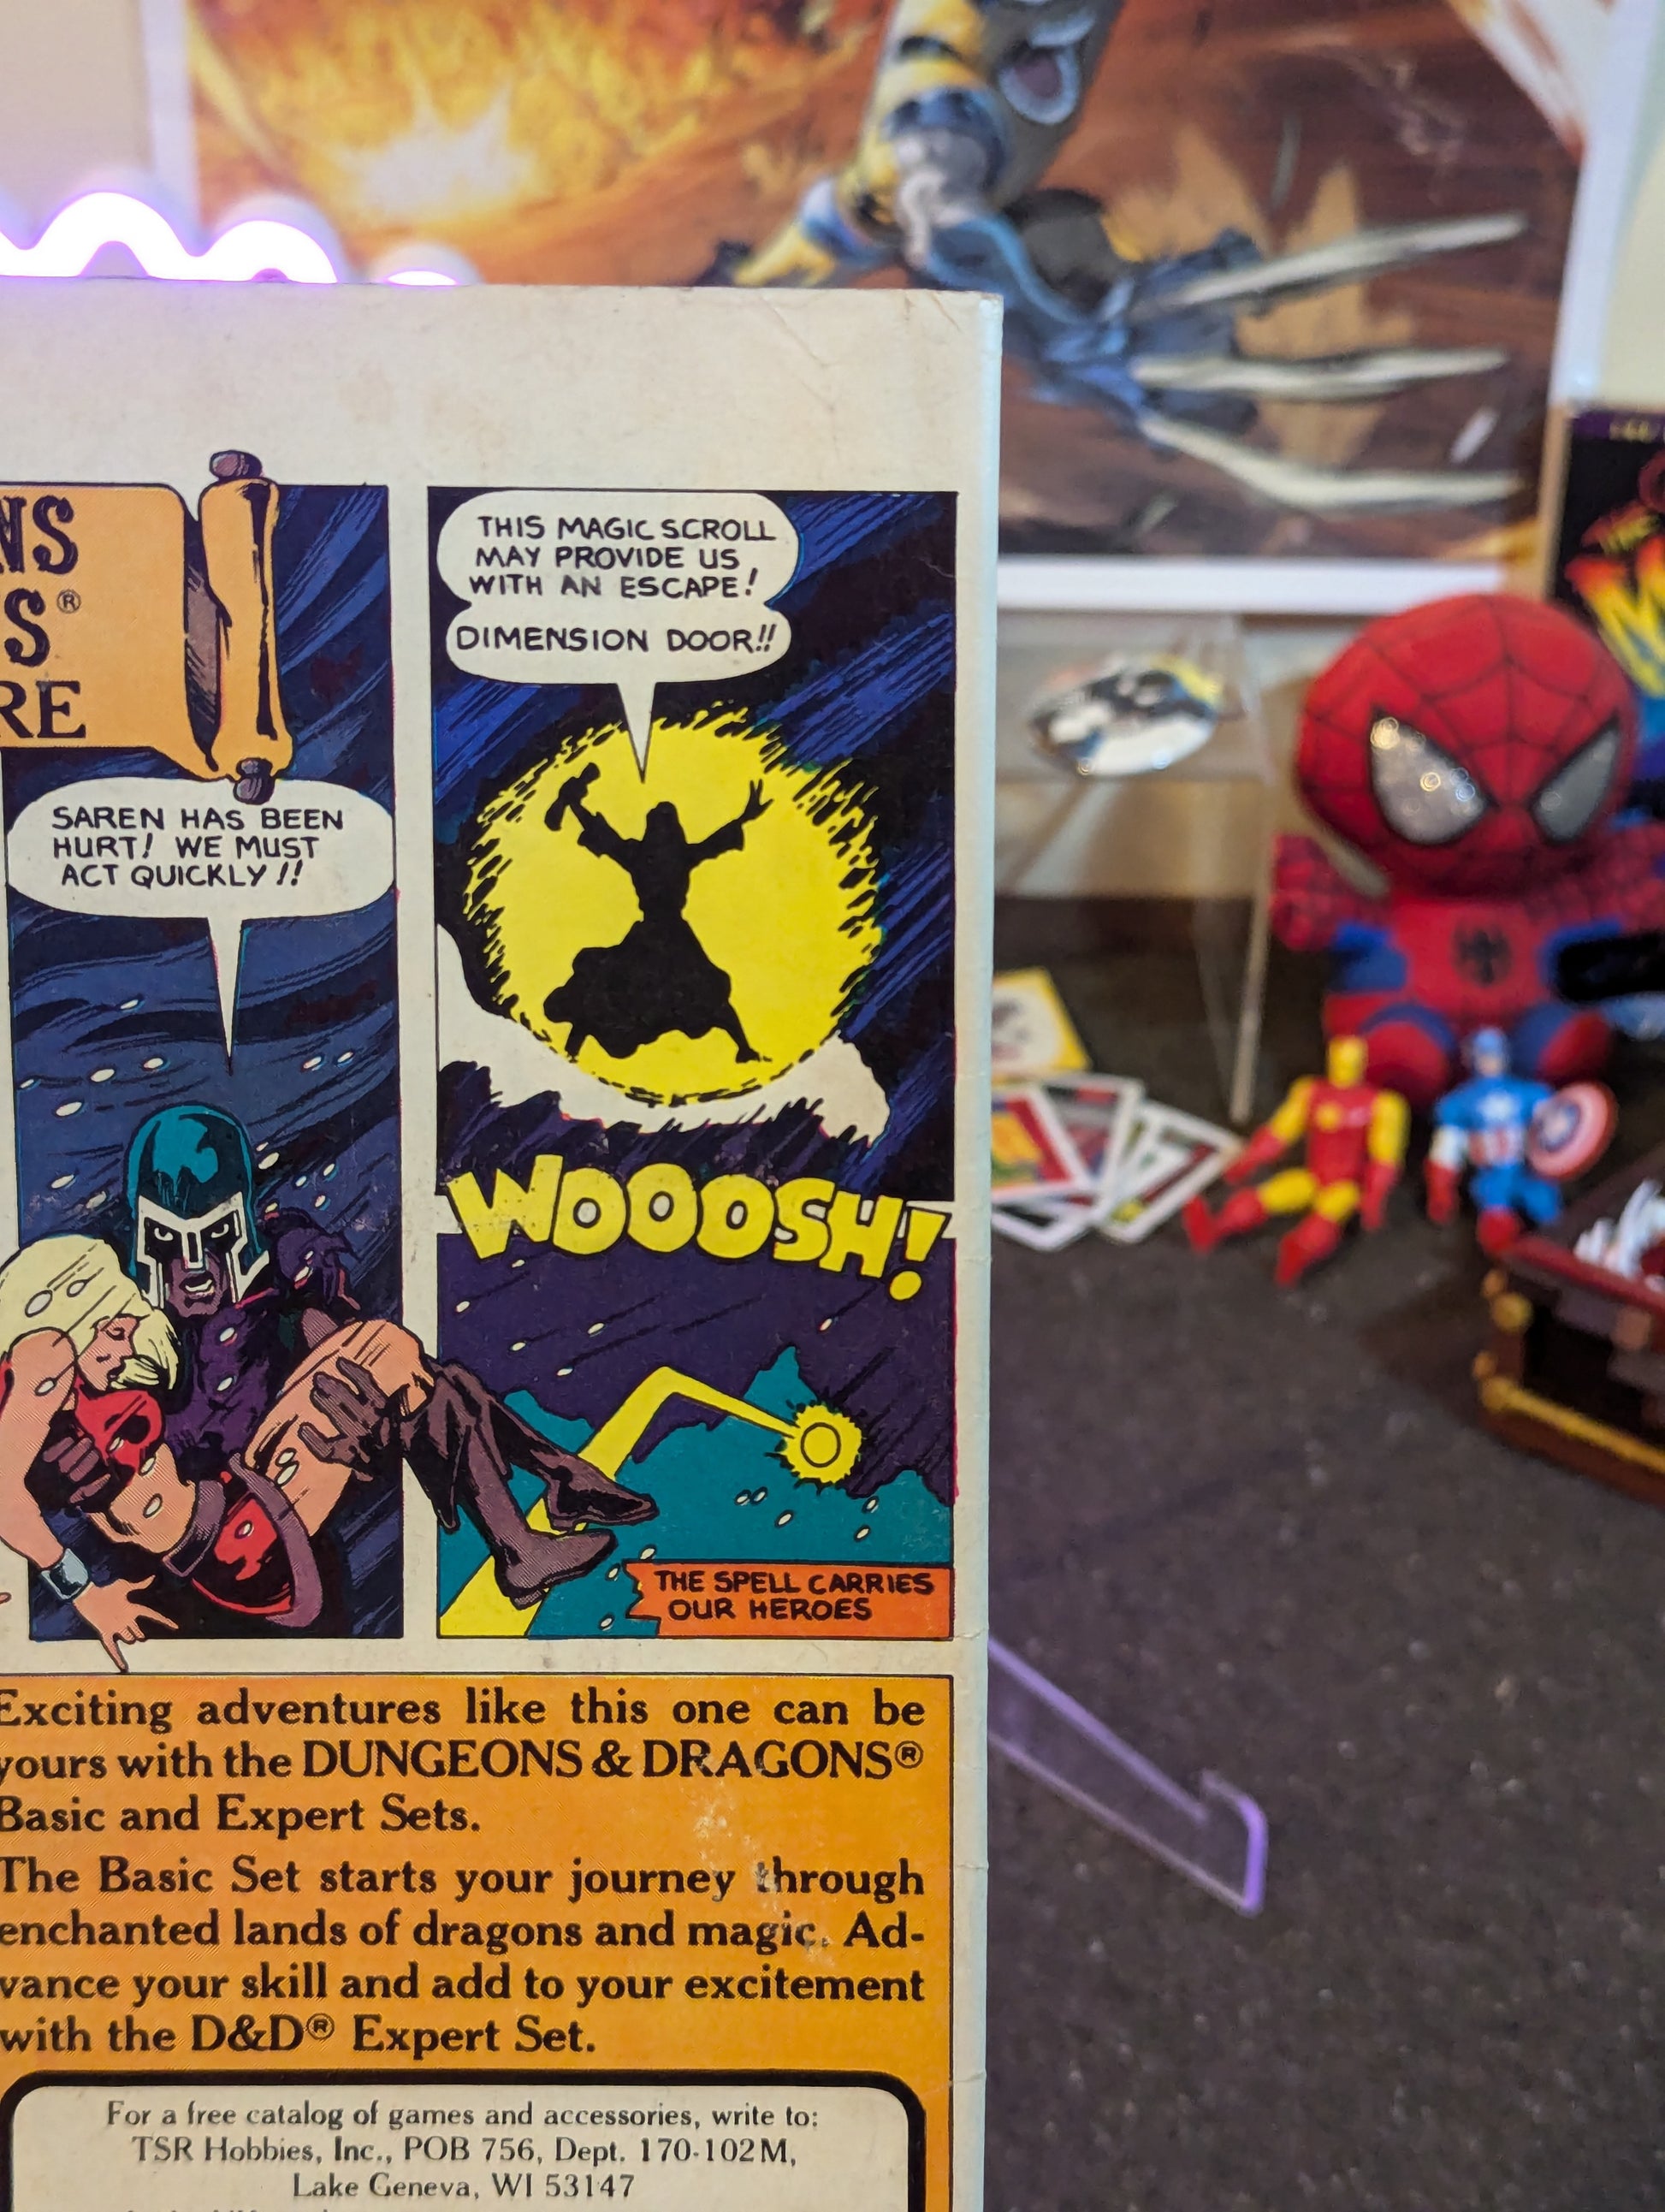 NS
S®
RE
SAREN HAS BEEN
HURT! WE MUST
ACT QUICKLY!!
THIS MAGIC SCROLL
MAY PROVIDE US
WITH AN ESCAPE!
DIMENSION DOOR!!
WOOOSH!
THE SPELL CARRIES
OUR HEROES
Exciting adventures like this one can be
yours with the DUNGEONS & DRAGONS®
Basic and Expert Sets.
The Basic Set starts your journey through
enchanted lands of dragons and magic. Ad-
vance your skill and add to your excitement
with the D&D® Expert Set.
For a free catalog of games and accessories, write to:
TSR Hobbies, Inc., POB 756, Dept. 170-102M,
Lake Geneva, WI 53147